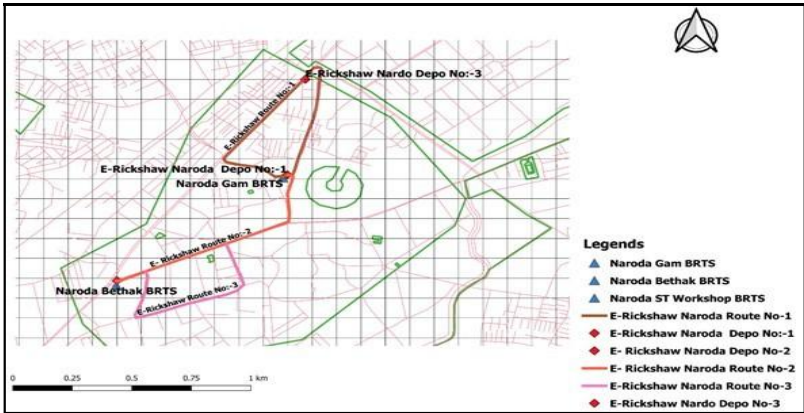 E-Rickshaw Nardo Depo No:-3
E-Rickshaw Route No:-1
E-Rickshaw Naroda Depo No:-1
Naroda Gam BRTS
E- Rickshaw Route No:-2
Naroda Bethak BRTS
E-Rickshaw Route No:-3
Legends
Naroda Gam BRTS
Naroda Bethak BRTS
Naroda ST Workshop BRTS
E-Rickshaw Naroda Route No-1
E-Rickshaw Naroda Depo No:-1
E- Rickshaw Naroda Depo No-2
E- Rickshaw Naroda Route No-2
E-Rickshaw Naroda Route No-3
E-Rickshaw Nardo Depo No-3
0 0.25 0.5 0.75 1 km